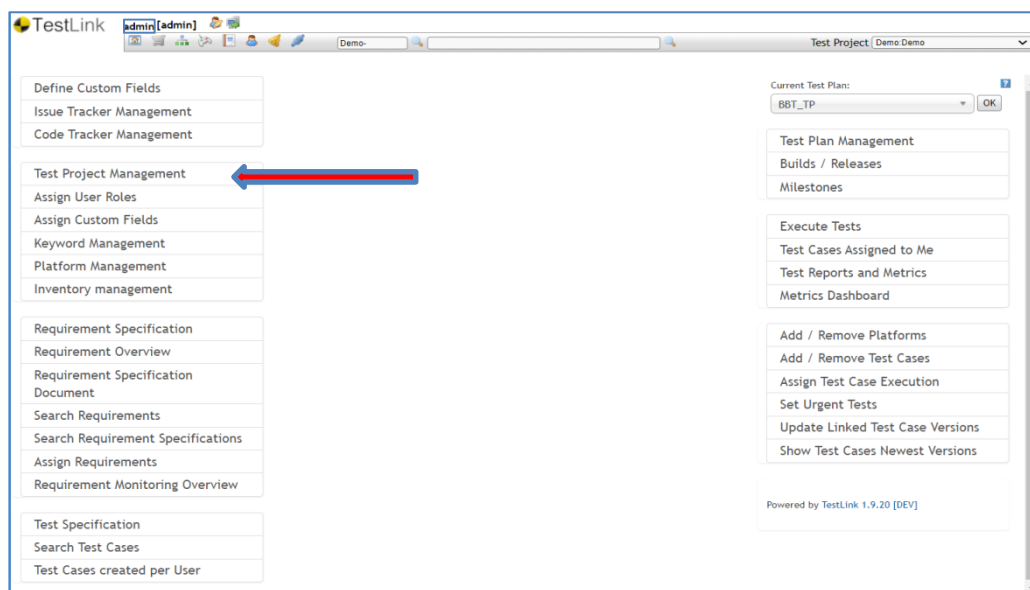 TestLink admin [admin]
Demo- Test Project Demo:Demo
Define Custom Fields
Issue Tracker Management
Code Tracker Management
Test Project Management
Assign User Roles
Assign Custom Fields
Keyword Management
Platform Management
Inventory management
Requirement Specification
Requirement Overview
Requirement Specification
Document
Search Requirements
Search Requirement Specifications
Assign Requirements
Requirement Monitoring Overview
Test Specification
Search Test Cases
Test Cases created per User
Current Test Plan: ?
BBT_TP OK
Test Plan Management
Builds / Releases
Milestones
Execute Tests
Test Cases Assigned to Me
Test Reports and Metrics
Metrics Dashboard
Add / Remove Platforms
Add / Remove Test Cases
Assign Test Case Execution
Set Urgent Tests
Update Linked Test Case Versions
Show Test Cases Newest Versions
Powered by TestLink 1.9.20 [DEV]